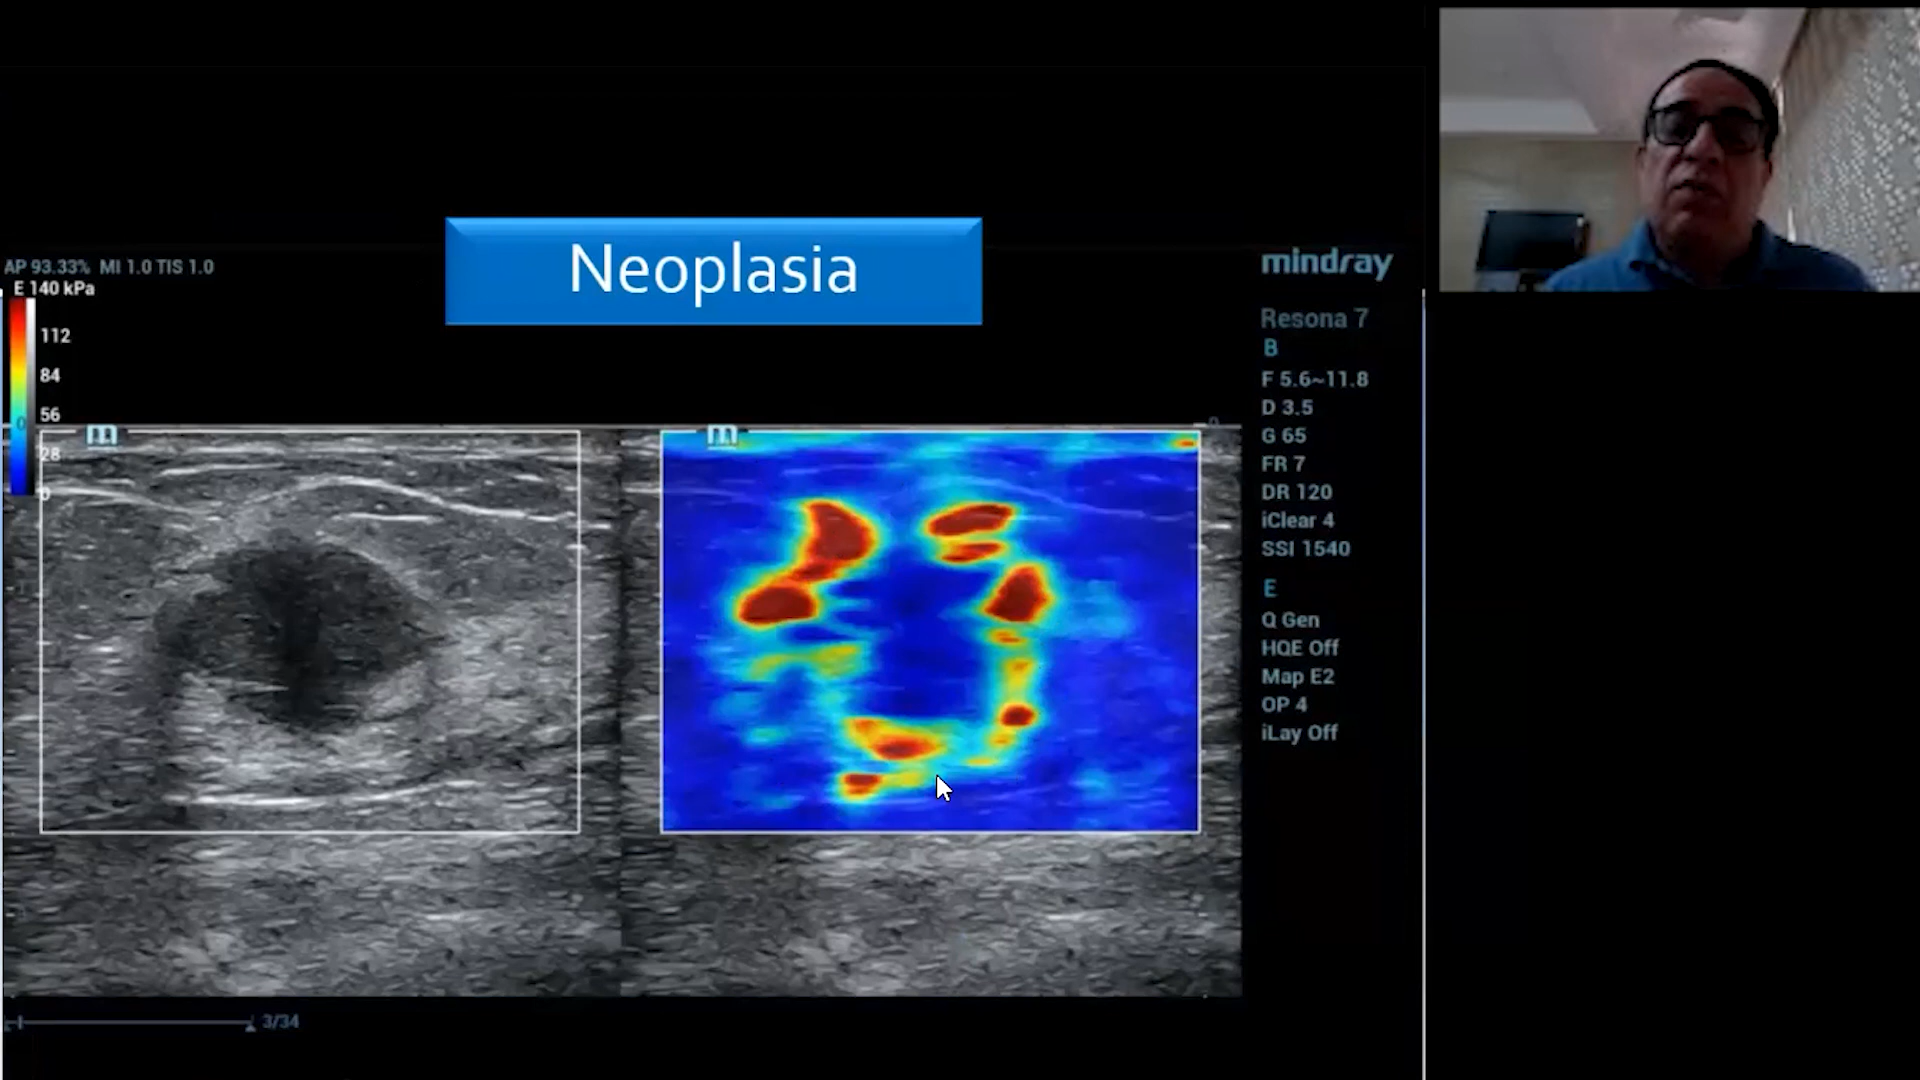 Neoplasia
AP 93.33% MI 1.0 TIS 1.0
E 140 kPa
112
84
56
0
28
0
m
m
0
mindray
Resona 7
B
F 5.6~11.8
D 3.5
G 65
FR 7
DR 120
iClear 4
SSI 1540
E
Q Gen
HQE Off
Map E2
OP 4
iLay Off
3/34